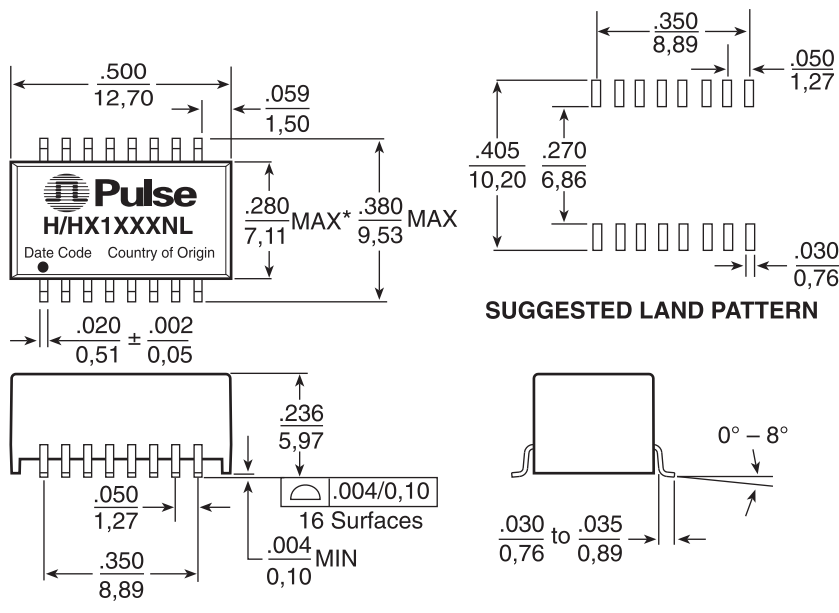 .500
12,70
.059
1,50
Pulse
H/HX1XXXNL
Date Code Country of Origin
.280
7,11 MAX*
.380
9,53 MAX
.020 ± .002
0,51 0,05
.350
8,89
.050
1,27
.405
10,20
.270
6,86
.030
0,76
SUGGESTED LAND PATTERN
.236
5,97
.004/0,10
16 Surfaces
.050
1,27
.004
0,10 MIN
.350
8,89
0° – 8°
.030 to .035
0,76 0,89